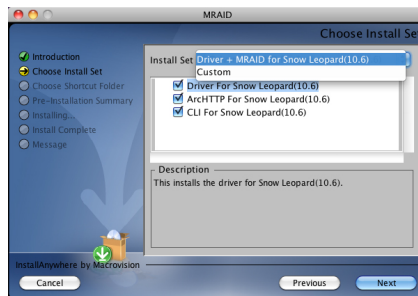 MRAID
Choose Install Se
Introduction
Choose Install Set
Choose Shortcut Folder
Pre-Installation Summary
Installing...
Install Complete
Message
Install Set
Driver + MRAID for Snow Leopard(10.6)
Custom
Driver For Snow Leopard(10.6)
ArcHTTP For Snow Leopard(10.6)
CLI For Snow Leopard(10.6)
Description
This installs the driver for Snow Leopard(10.6).
InstallAnywhere by Macrovision
Cancel
Previous
Next